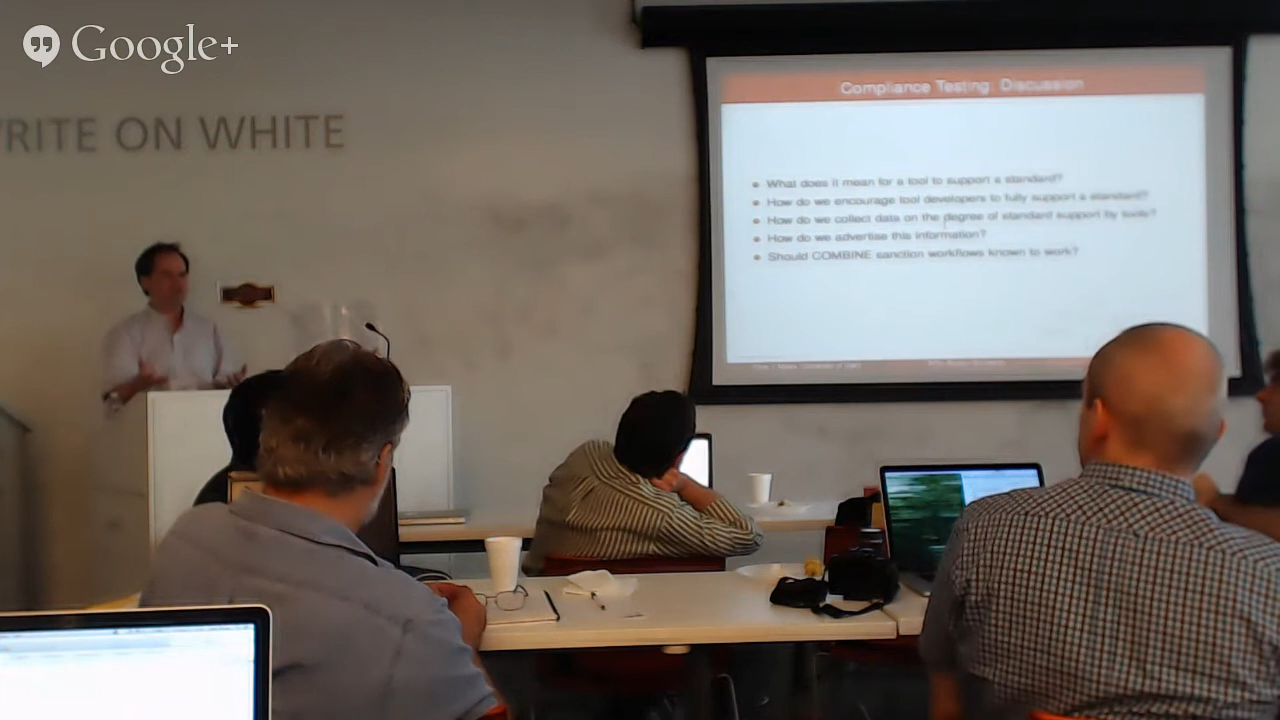 Google+
RITE ON WHITE
Compliance Testing: Discussion
What does it mean for a tool to support a standard?
How do we encourage tool developers to fully support a standard?
How do we collect data on the degree of standard support by tools?
How do we advertise this information?
Should COMBINE sanction workflows known to work?